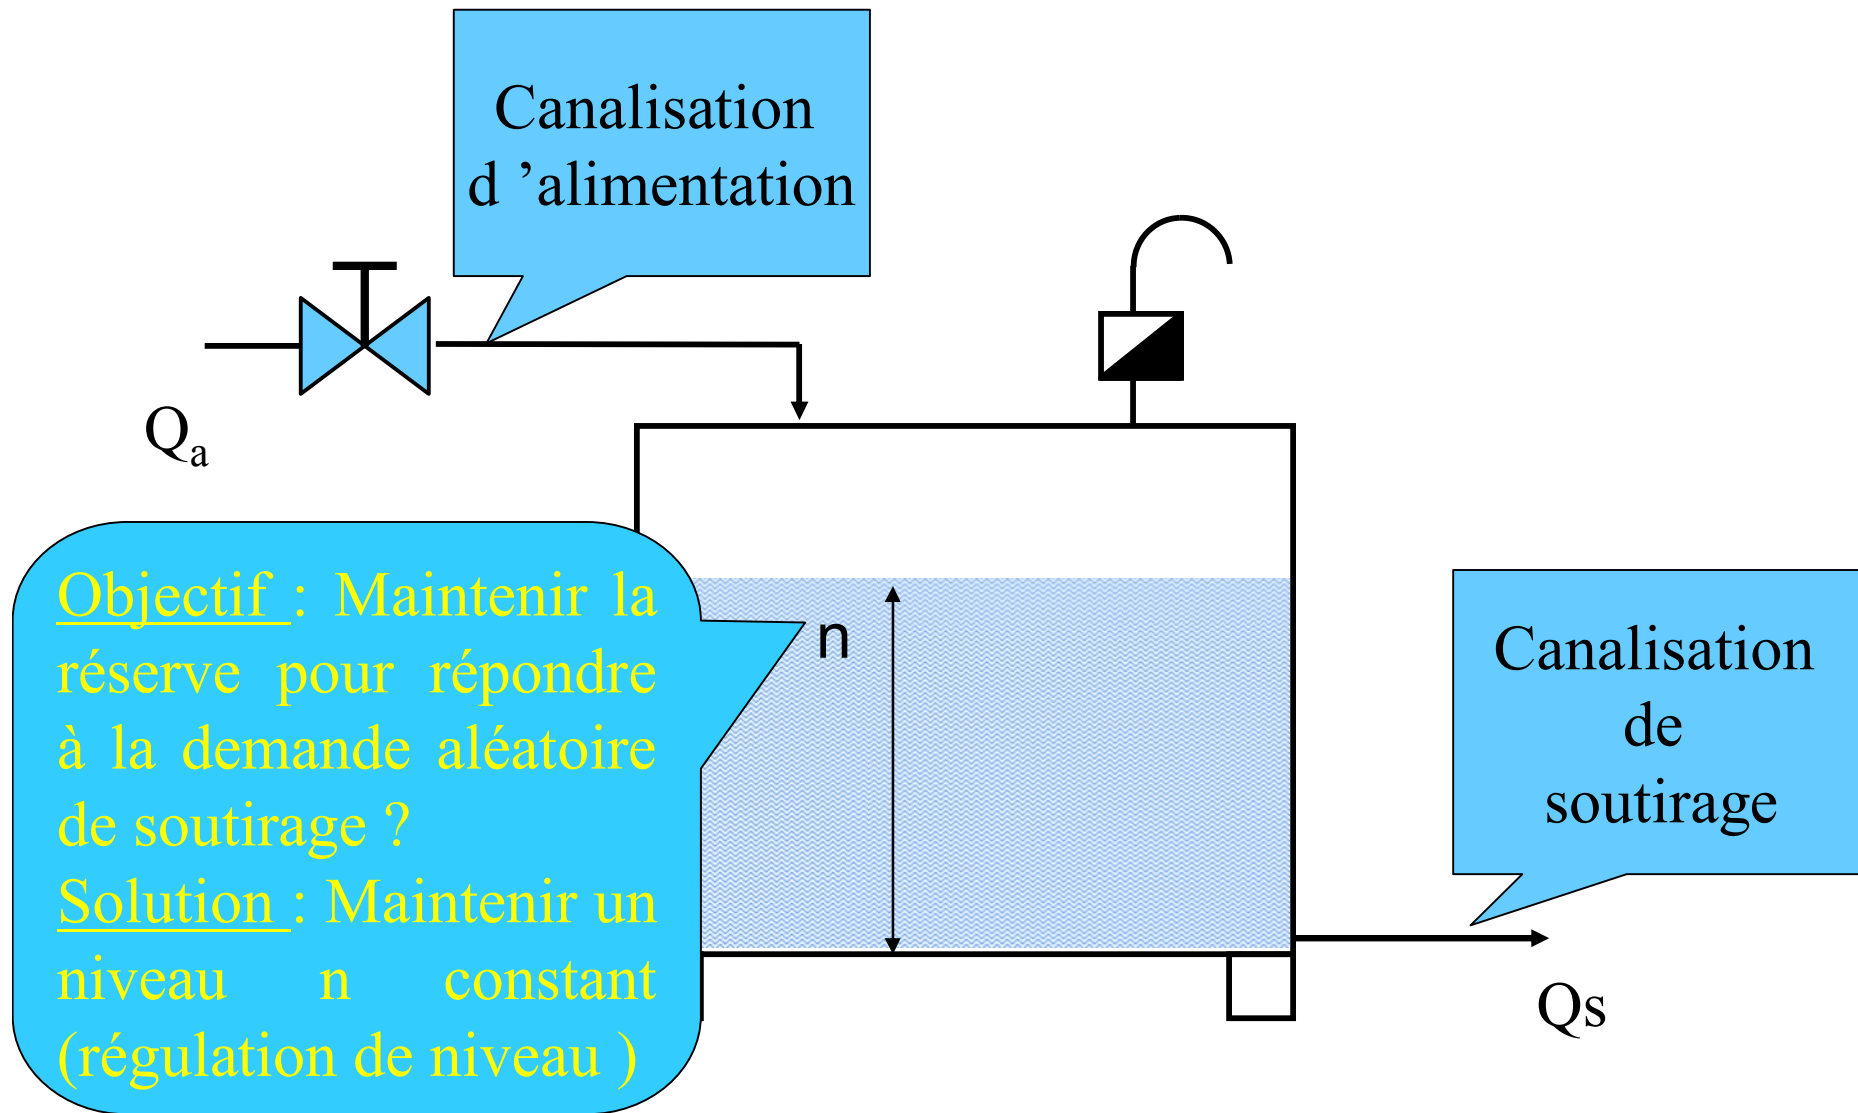 Canalisation
d ’alimentation
Qa
Objectif : Maintenir la
réserve pour répondre
à la demande aléatoire
de soutirage ?
Solution : Maintenir un
niveau n constant
(régulation de niveau )
n
Canalisation
de
soutirage
Qs